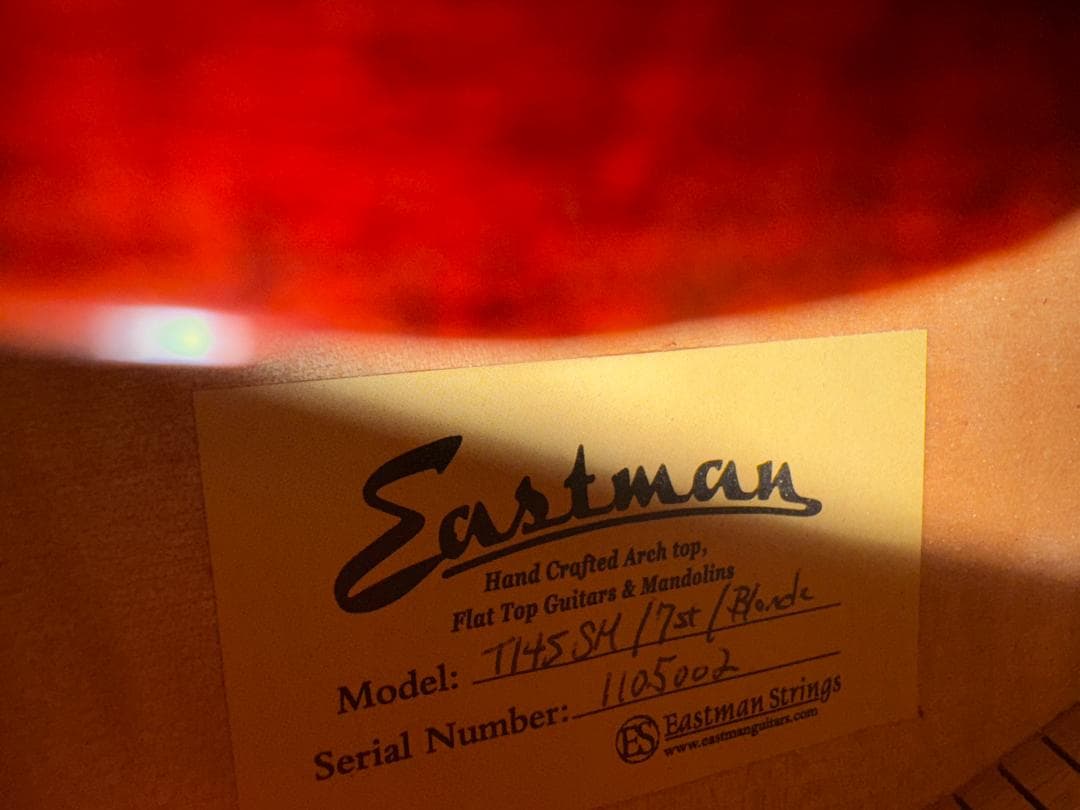 Eastman
Hand Crafted Arch top,
Flat Top Guitars & Mandolins
Model: T145SM / 7st / Blonde
Serial Number: 1105002
ES Eastman Strings
www.eastmanguitars.com